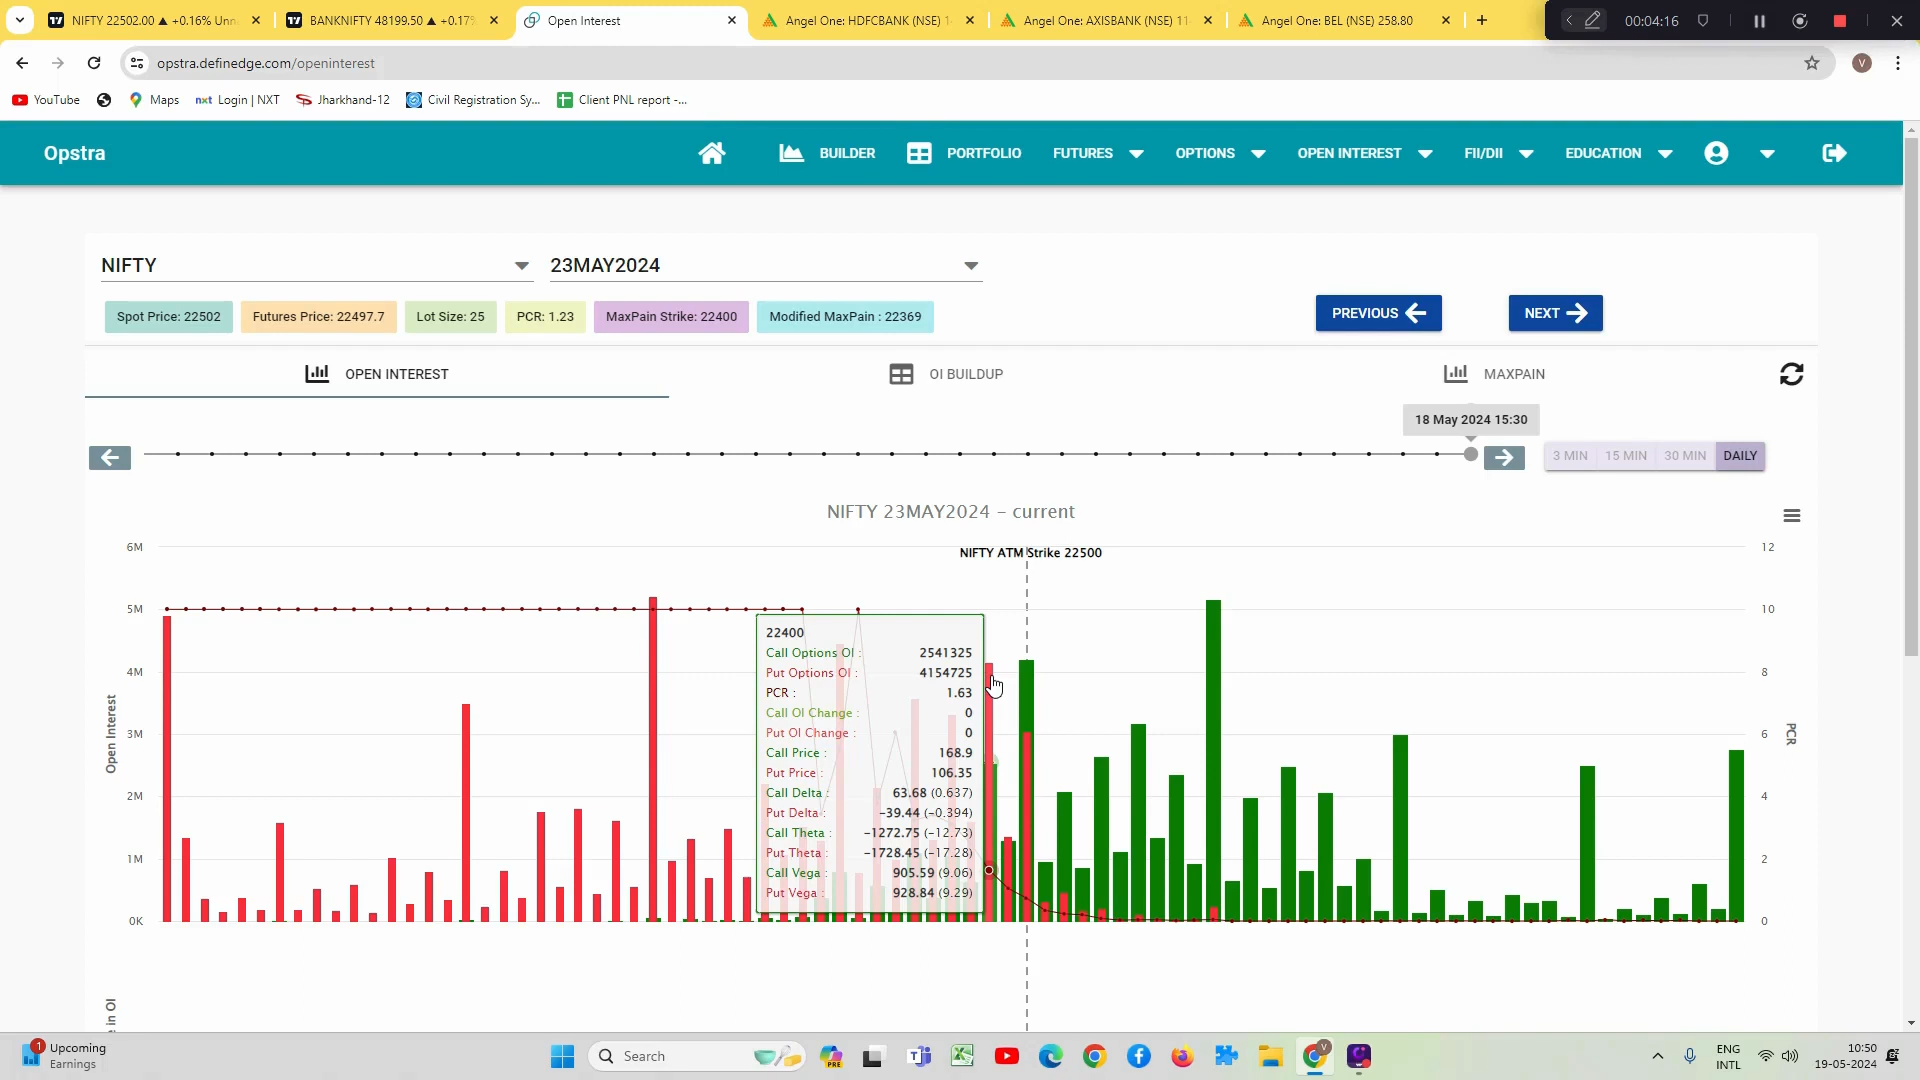 NIFTY 22502.00 ▲ +0.16% Unn
BANKNIFTY 48199.50 ▲ +0.17%
Open Interest
Angel One: HDFCBANK (NSE) 1
Angel One: AXISBANK (NSE) 11
Angel One: BEL (NSE) 258.80
00:04:16
opstra.definedge.com/openinterest
V
YouTube
Maps
nxt Login | NXT
Jharkhand-12
Civil Registration Sy...
Client PNL report -...
Opstra
BUILDER
PORTFOLIO
FUTURES
OPTIONS
OPEN INTEREST
FII/DII
EDUCATION
NIFTY
23MAY2024
Spot Price: 22502
Futures Price: 22497.7
Lot Size: 25
PCR: 1.23
MaxPain Strike: 22400
Modified MaxPain : 22369
PREVIOUS
NEXT
OPEN INTEREST
OI BUILDUP
MAXPAIN
18 May 2024 15:30
3 MIN
15 MIN
30 MIN
DAILY
NIFTY 23MAY2024 – current
NIFTY ATM Strike 22500
6M
5M
4M
3M
2M
1M
0K
Open Interest
12
10
8
6
4
2
0
PCR
22400
Call Options OI : 2541325
Put Options OI : 4154725
PCR : 1.63
Call OI Change : 0
Put OI Change : 0
Call Price : 168.9
Put Price : 106.35
Call Delta : 63.68 (0.637)
Put Delta : -39.44 (-0.394)
Call Theta : -1272.75 (-12.73)
Put Theta : -1728.45 (-17.28)
Call Vega : 905.59 (9.06)
Put Vega : 928.84 (9.29)
in OI
1
Upcoming
Earnings
Search
PRE
V
ENG
INTL
10:50
19-05-2024